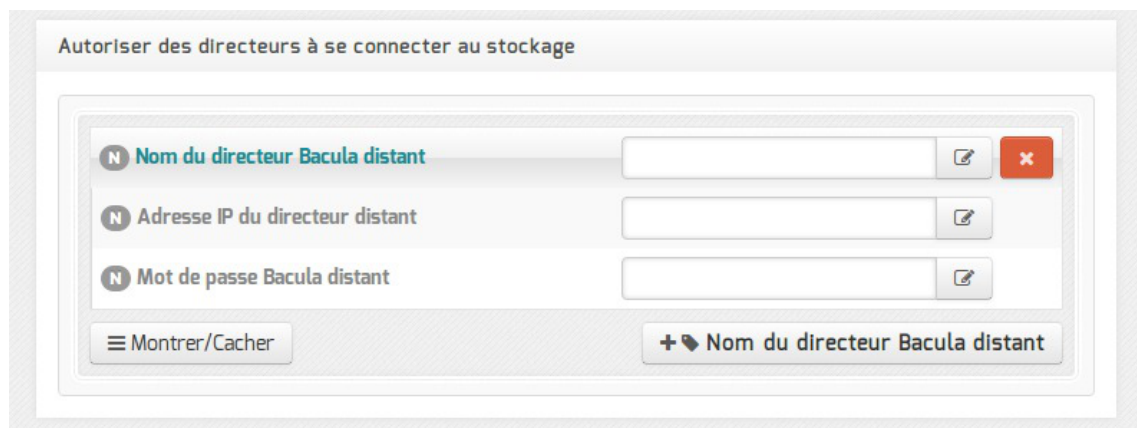 Autoriser des directeurs à se connecter au stockage
N Nom du directeur Bacula distant
N Adresse IP du directeur distant
N Mot de passe Bacula distant
Montrer/Cacher
+ Nom du directeur Bacula distant